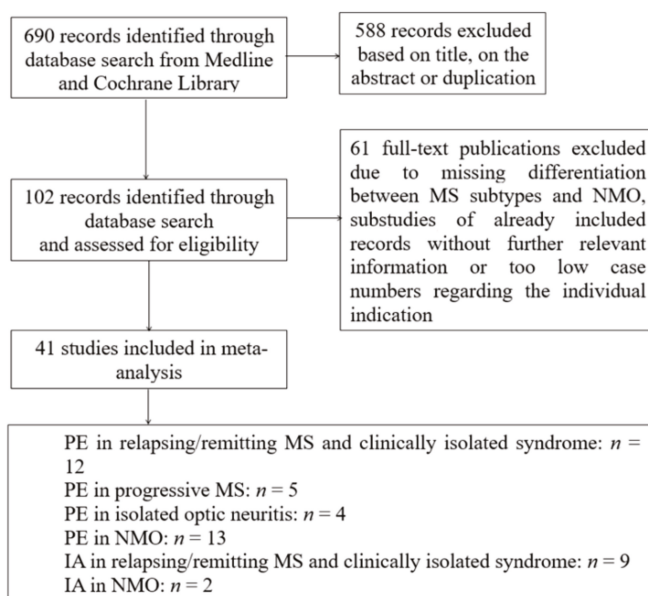 690 records identified through
database search from Medline
and Cochrane Library
588 records excluded
based on title, on the
abstract or duplication
102 records identified through
database search
and assessed for eligibility
61 full-text publications excluded
due to missing differentiation
between MS subtypes and NMO,
substudies of already included
records without further relevant
information or too low case
numbers regarding the individual
indication
41 studies included in meta-
analysis
PE in relapsing/remitting MS and clinically isolated syndrome: n =
12
PE in progressive MS: n = 5
PE in isolated optic neuritis: n = 4
PE in NMO: n = 13
IA in relapsing/remitting MS and clinically isolated syndrome: n = 9
IA in NMO: n = 2